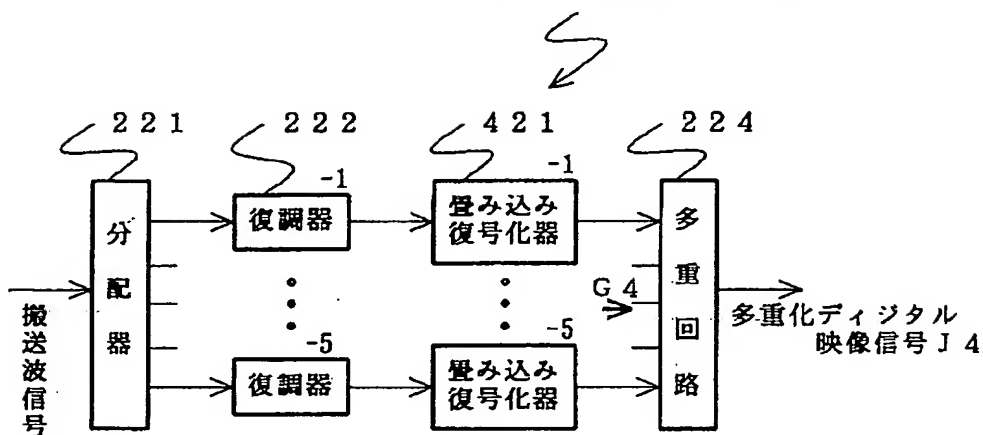 221
222
421
224
-1
-1
分配器
復調器
畳み込み
復号化器
多重回路
G4
搬送波信号
多重化ディジタル
映像信号J4
-5
-5
復調器
畳み込み
復号化器